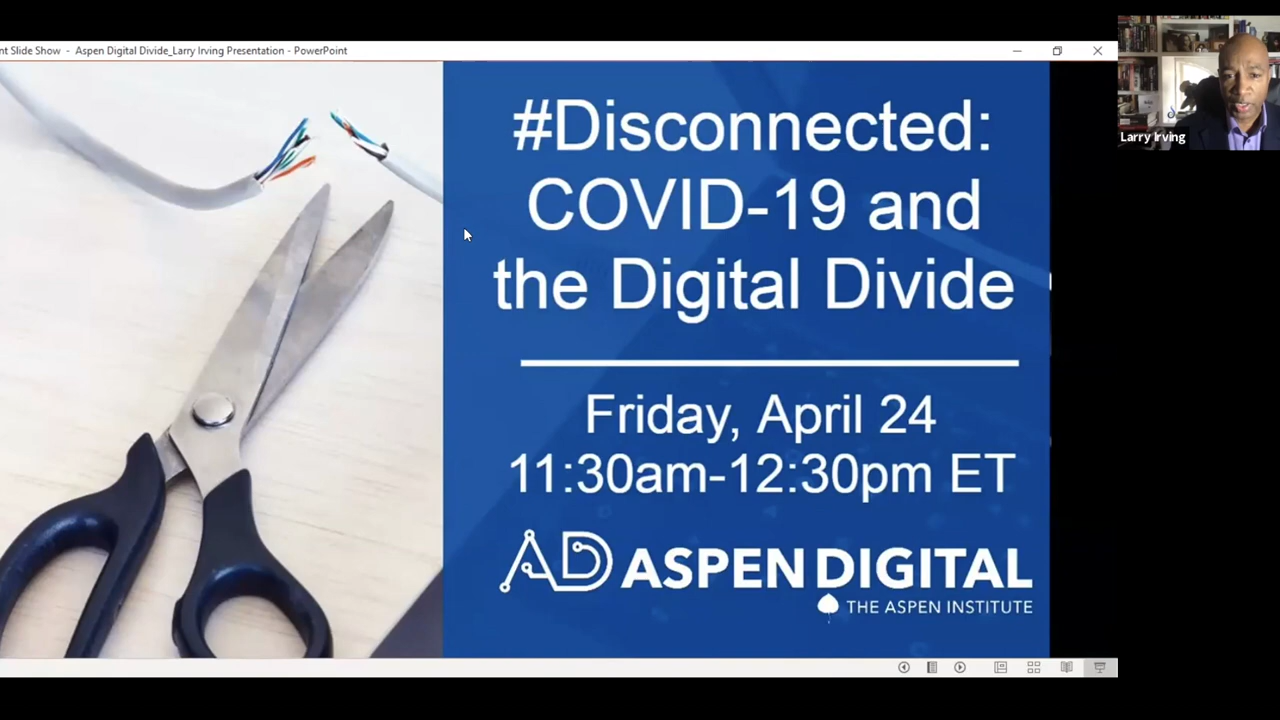 nt Slide Show - Aspen Digital Divide_Larry Irving Presentation - PowerPoint
Larry Irving
#Disconnected:
COVID-19 and
the Digital Divide
Friday, April 24
11:30am-12:30pm ET
AD ASPEN DIGITAL
THE ASPEN INSTITUTE